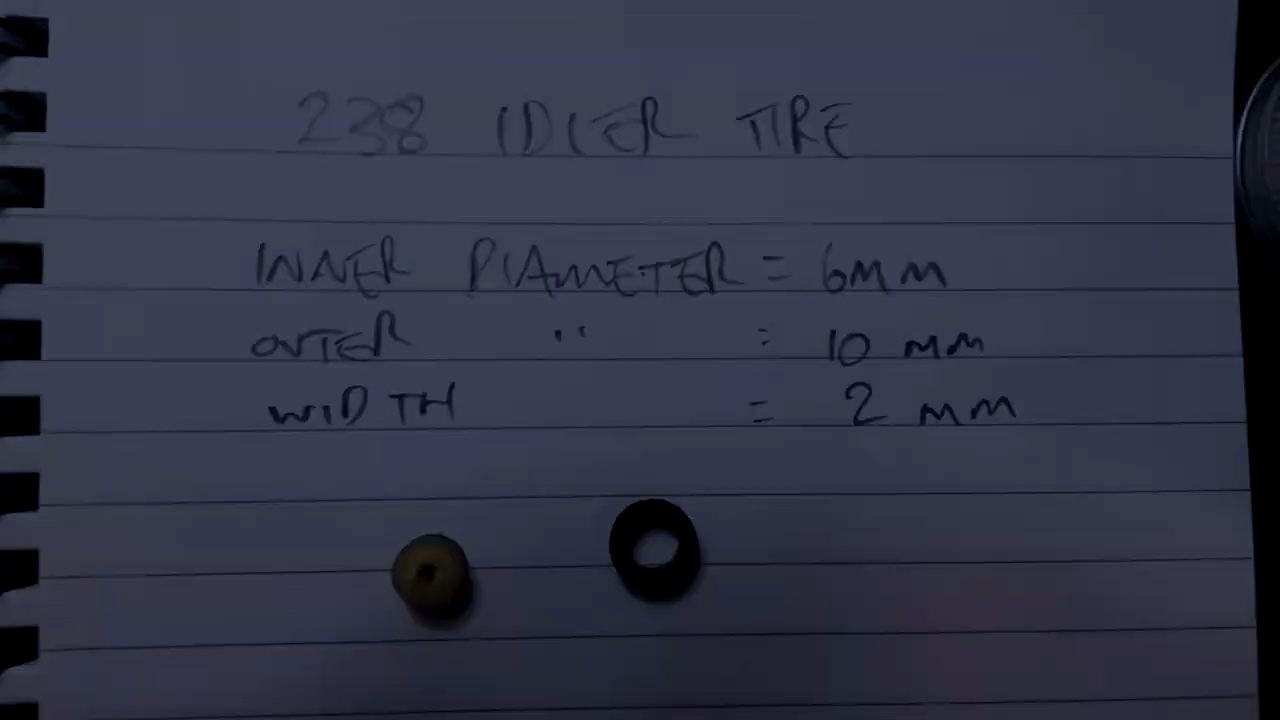 238 IDLER TIRE
INNER DIAMETER = 6MM
OUTER " = 10 MM
WIDTH = 2 MM